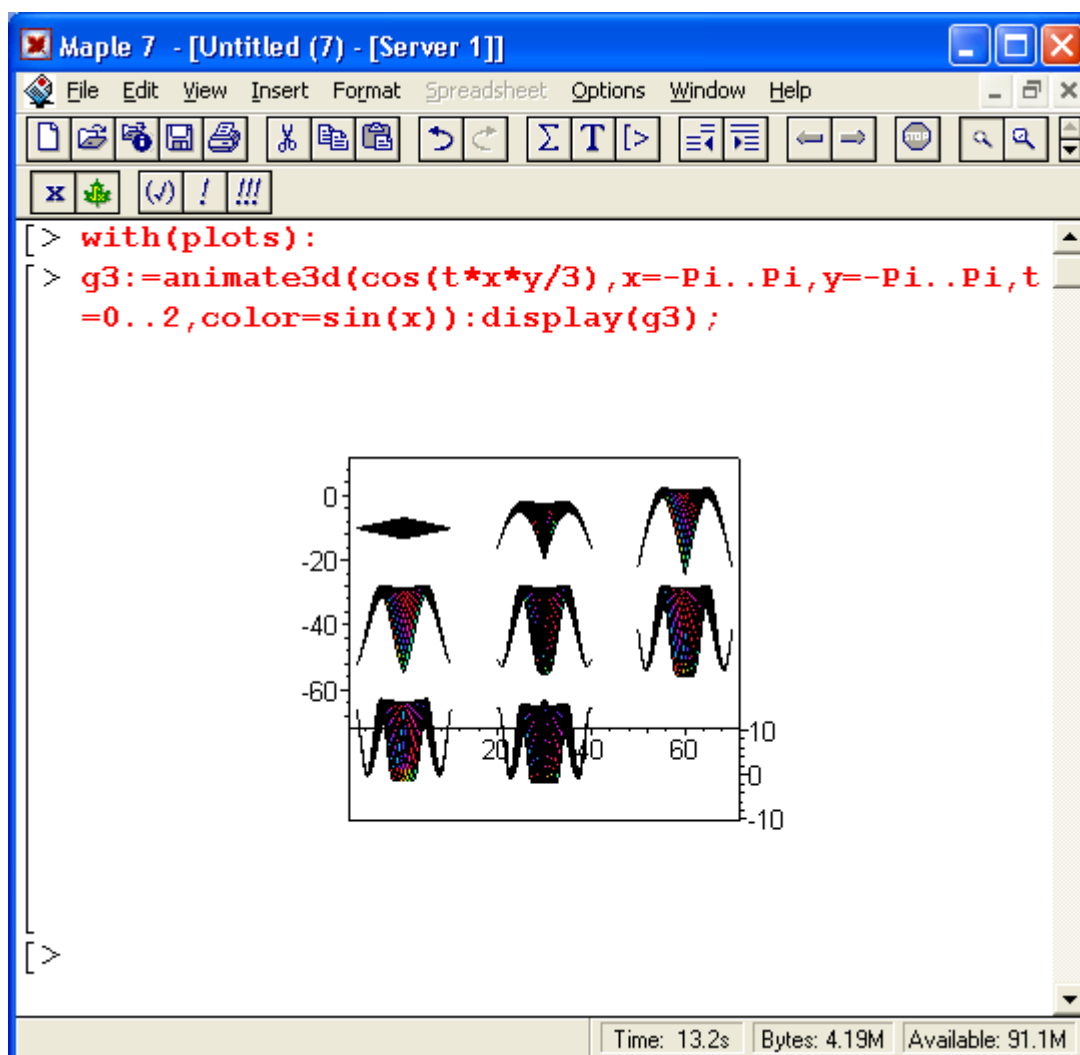 Maple 7 - [Untitled (7) - [Server 1]]
File Edit View Insert Format Spreadsheet Options Window Help
Σ T [>
STOP
x (√) ! !!!
[> with(plots):
[> g3:=animate3d(cos(t*x*y/3),x=-Pi..Pi,y=-Pi..Pi,t
=0..2,color=sin(x)):display(g3);
0
-20
-40
-60
20 40 60
10
0
-10
[>
Time: 13.2s Bytes: 4.19M Available: 91.1M